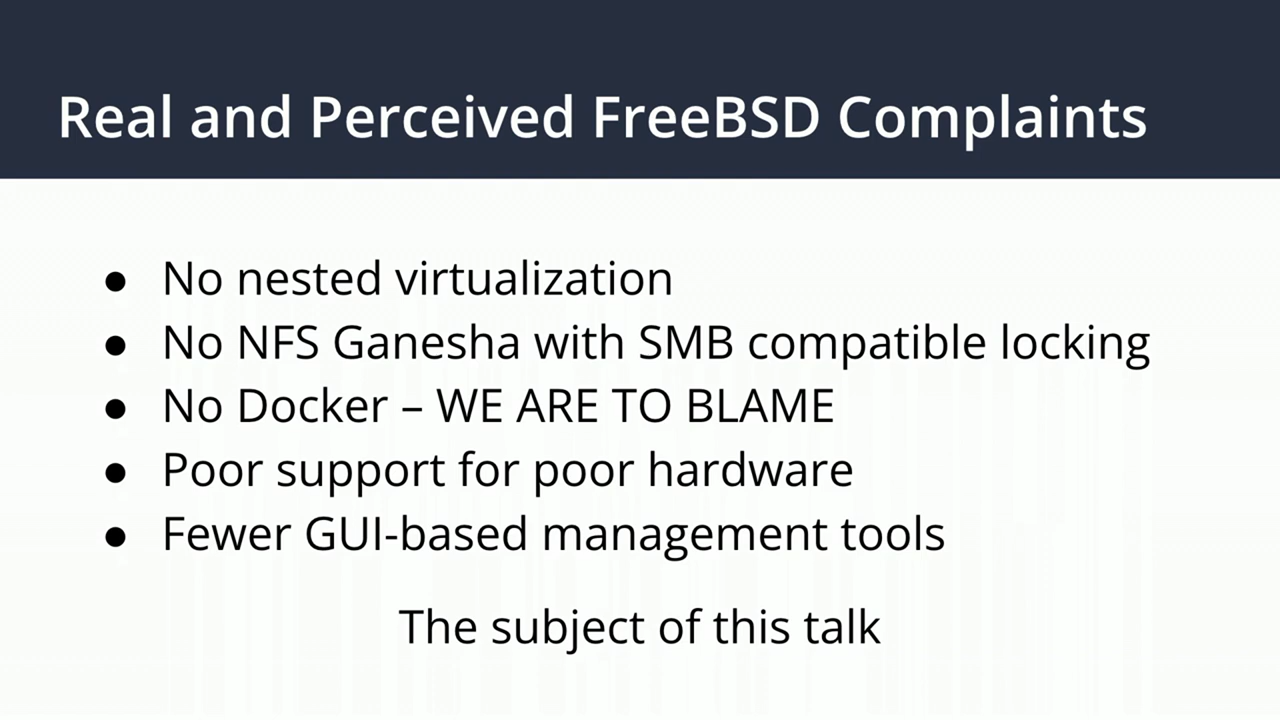 Real and Perceived FreeBSD Complaints
● No nested virtualization
● No NFS Ganesha with SMB compatible locking
● No Docker – WE ARE TO BLAME
● Poor support for poor hardware
● Fewer GUI-based management tools
The subject of this talk